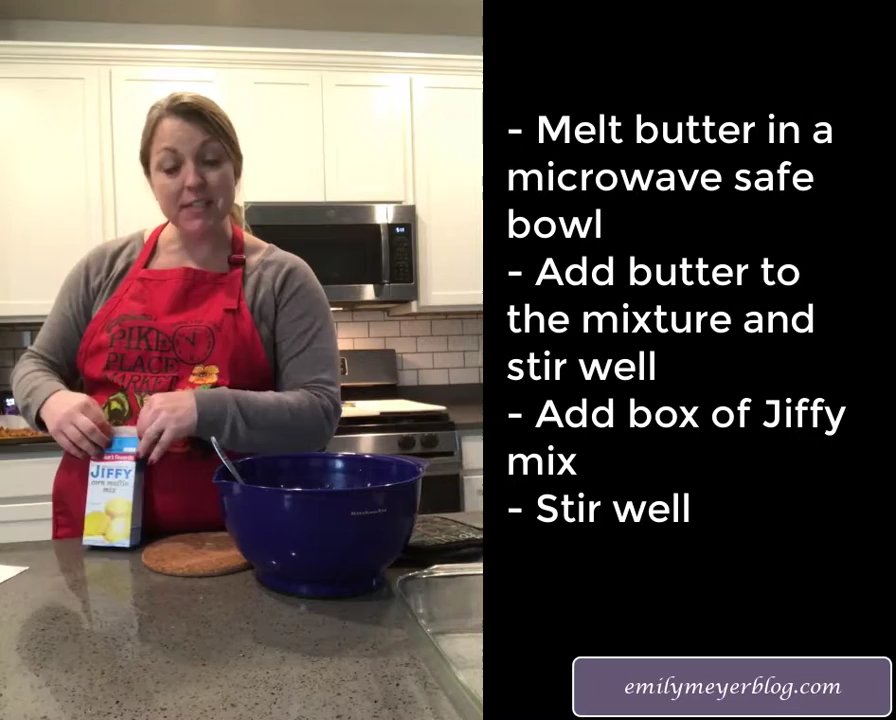 - Melt butter in a
microwave safe
bowl
- Add butter to
the mixture and
stir well
- Add box of Jiffy
mix
- Stir well
emilymeyerblog.com
PIKE
PLACE
MARKET
JIFFY
corn muffin
mix
KitchenAid